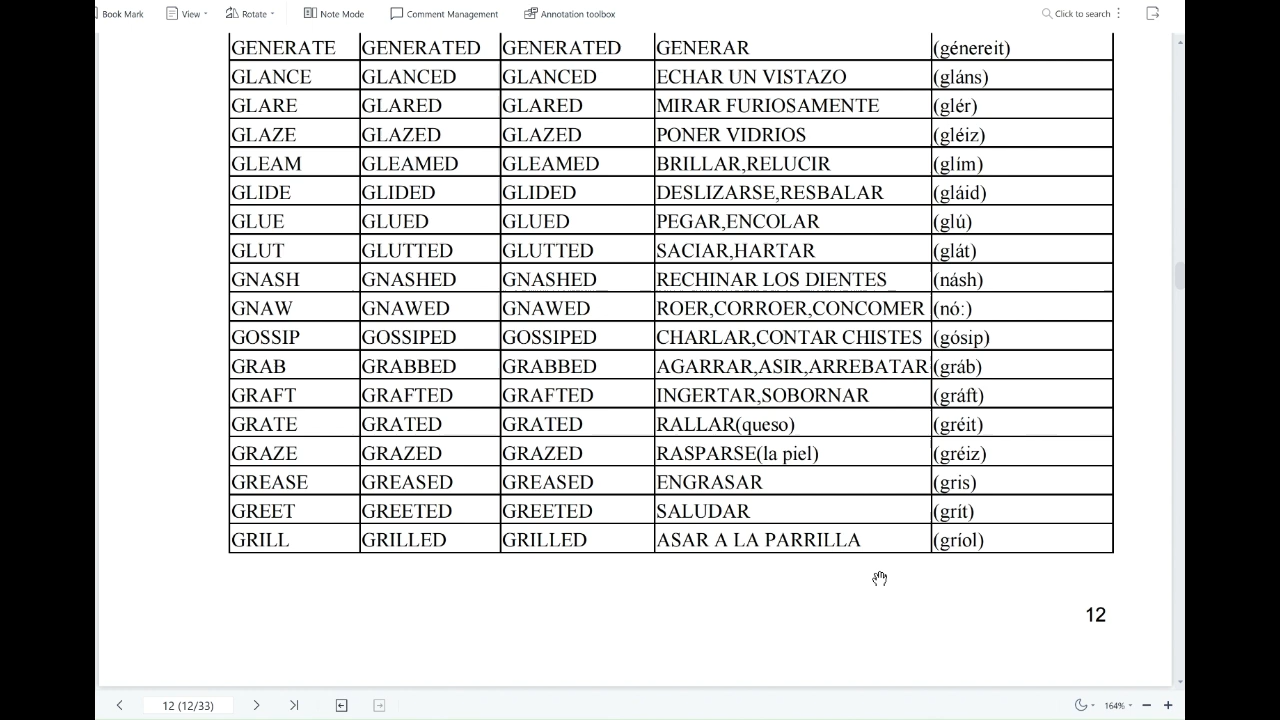 Book Mark View Rotate Note Mode Comment Management Annotation toolbox Click to search
GENERATE GENERATED GENERATED GENERAR (génereit)
GLANCE GLANCED GLANCED ECHAR UN VISTAZO (gláns)
GLARE GLARED GLARED MIRAR FURIOSAMENTE (glér)
GLAZE GLAZED GLAZED PONER VIDRIOS (gléiz)
GLEAM GLEAMED GLEAMED BRILLAR,RELUCIR (glím)
GLIDE GLIDED GLIDED DESLIZARSE,RESBALAR (gláid)
GLUE GLUED GLUED PEGAR,ENCOLAR (glú)
GLUT GLUTTED GLUTTED SACIAR,HARTAR (glát)
GNASH GNASHED GNASHED RECHINAR LOS DIENTES (násh)
GNAW GNAWED GNAWED ROER,CORROER,CONCOMER (nó:)
GOSSIP GOSSIPED GOSSIPED CHARLAR,CONTAR CHISTES (gósip)
GRAB GRABBED GRABBED AGARRAR,ASIR,ARREBATAR (gráb)
GRAFT GRAFTED GRAFTED INGERTAR,SOBORNAR (gráft)
GRATE GRATED GRATED RALLAR(queso) (gréit)
GRAZE GRAZED GRAZED RASPARSE(la piel) (gréiz)
GREASE GREASED GREASED ENGRASAR (gris)
GREET GREETED GREETED SALUDAR (grít)
GRILL GRILLED GRILLED ASAR A LA PARRILLA (gríol)
12
12 (12/33) 164%